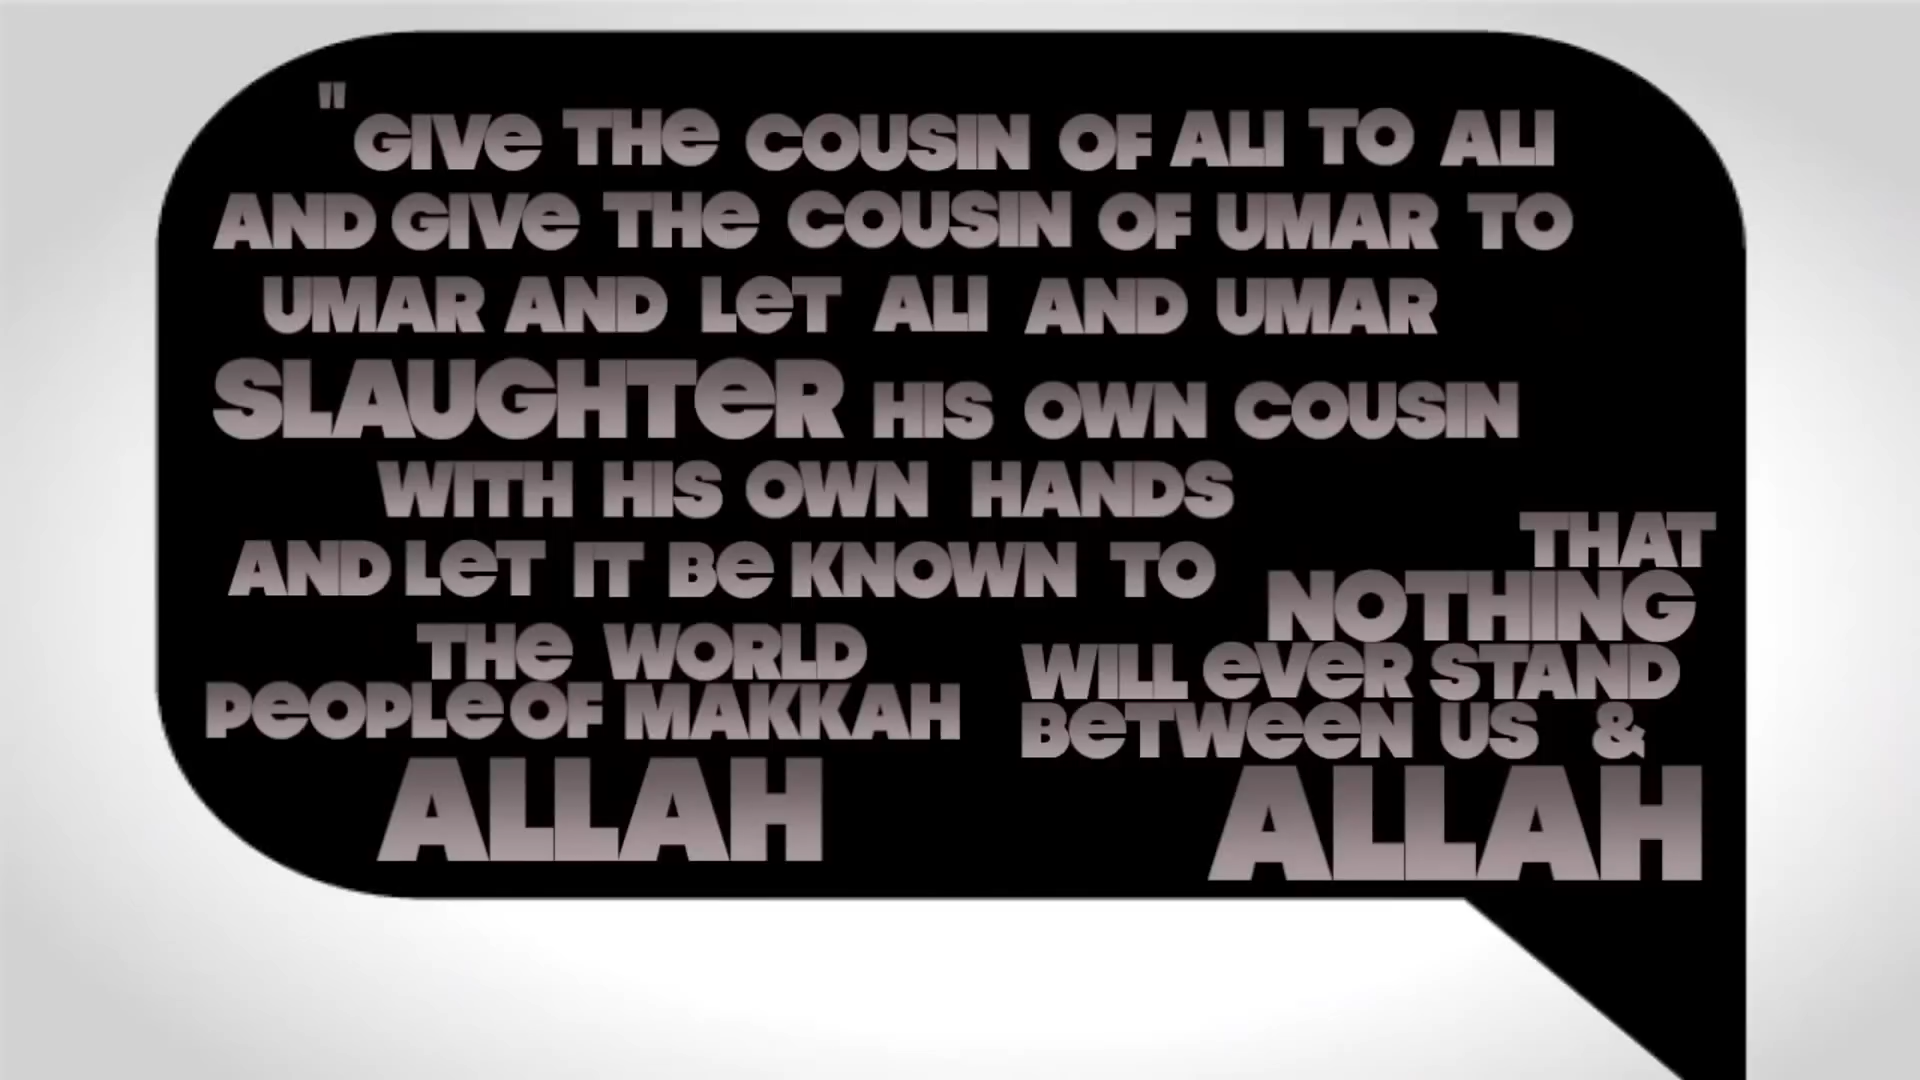 "GIVE THE COUSIN OF ALI TO ALI
AND GIVE THE COUSIN OF UMAR TO
UMAR AND LET ALI AND UMAR
SLAUGHTER HIS OWN COUSIN
WITH HIS OWN HANDS
AND LET IT BE KNOWN TO
THE WORLD
PEOPLE OF MAKKAH
ALLAH
THAT
NOTHING
WILL EVER STAND
BETWEEN US &
ALLAH